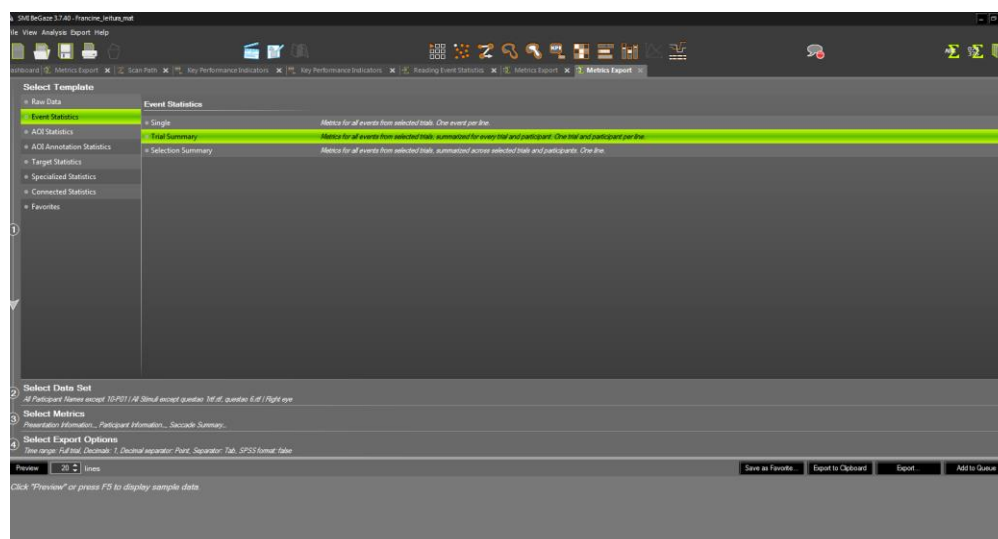 SMI BeGaze 3.7.40 - Francine_leitura_mat
File View Analysis Export Help
Dashboard Metrics Export Scan Path Key Performance Indicators Key Performance Indicators Reading Event Statistics Metrics Export Metrics Export
Select Template
Raw Data
Event Statistics
AOI Statistics
AOI Annotation Statistics
Target Statistics
Specialized Statistics
Connected Statistics
Favorites
Event Statistics
Single Metrics for all events from selected trials. One event per line.
Trial Summary Metrics for all events from selected trials, summarized for every trial and participant. One trial and participant per line.
Selection Summary Metrics for all events from selected trials, summarized across selected trials and participants. One line.
1
2 Select Data Set
All Participant Names except 10-P01 | All Stimuli except questao questao 6.rtf | Right eye
3 Select Metrics
Presentation Information..., Participant Information..., Saccade Summary...
4 Select Export Options
Time range: Full trial, Decimals: 1, Decimal separator: Point, Separator: Tab, SPSS format: false
Preview 20 lines Save as Favorite... Export to Clipboard Export... Add to Queue
Click "Preview" or press F5 to display sample data.